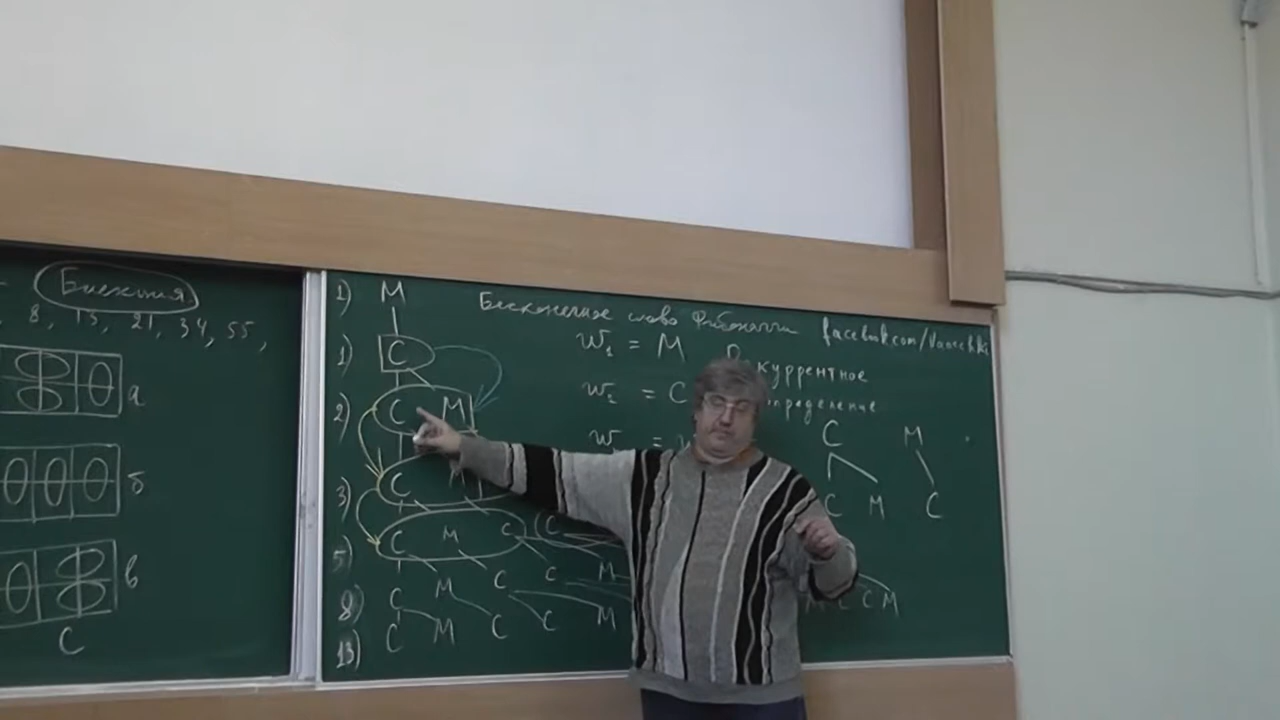 Биекция
8, 13, 21, 34, 55,
а
б
в
С
1) М
1) С
2) С М
3) С М
5) С М С С
8) С М С С М
13) С М С С М
Бесконечное слово Фибоначчи
facebook.com/
W₁ = М
Рекуррентное
W₂ = С
определение
W =
С М
С М С
С М